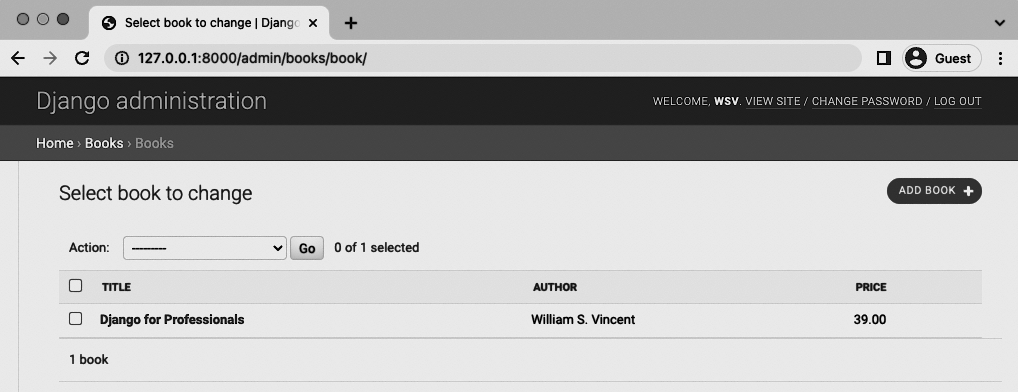 Select book to change | Djang
127.0.0.1:8000/admin/books/book/
Guest
Django administration
WELCOME, WSV. VIEW SITE / CHANGE PASSWORD / LOG OUT
Home › Books › Books
Select book to change
ADD BOOK +
Action: --------- Go 0 of 1 selected
TITLE AUTHOR PRICE
Django for Professionals William S. Vincent 39.00
1 book